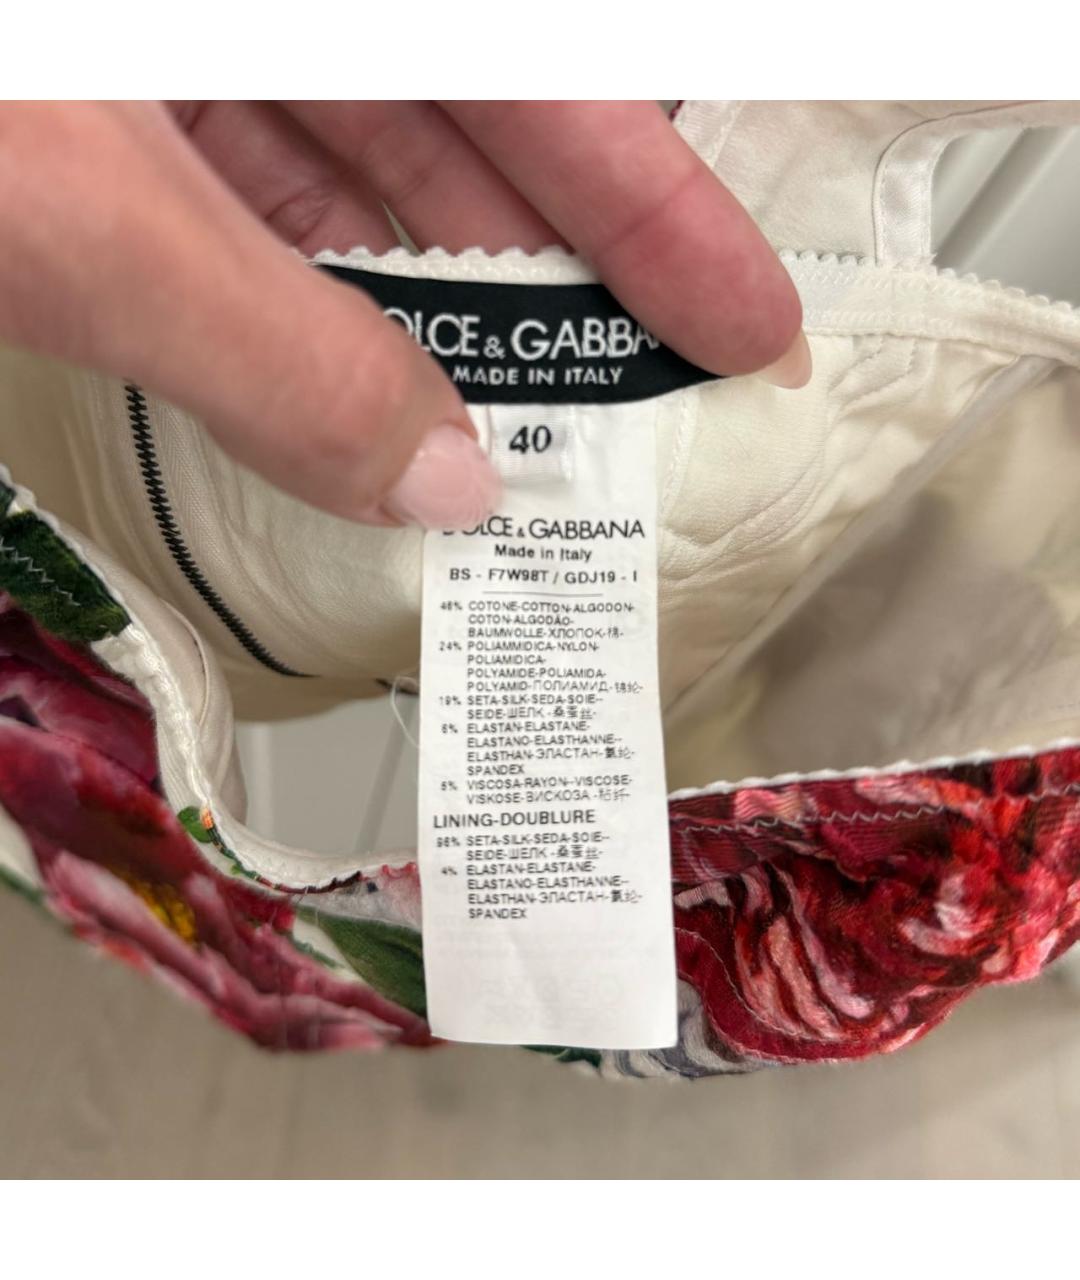 OLCE & GABBA
MADE IN ITALY
40
DOLCE & GABBANA
Made in Italy
BS - F7W98T / GDJ19 - I
46% COTONE-COTTON-ALGODON-
COTON-ALGODÃO-
BAUMWOLLE-ХЛОПОК-棉-
24% POLIAMMIDICA-NYLON-
POLIAMIDICA-
POLYAMIDE-POLIAMIDA-
POLYAMID-ПОЛИАМИД-锦纶-
19% SETA-SILK-SEDA-SOIE--
SEIDE-ШЕЛК-桑蚕丝-
6% ELASTAN-ELASTANE-
ELASTANO-ELASTHANNE--
ELASTHAN-ЭЛАСТАН-氨纶-
SPANDEX
5% VISCOSA-RAYON--VISCOSE-
VISKOSE-ВИСКОЗА-粘纤-
LINING-DOUBLURE
96% SETA-SILK-SEDA-SOIE--
SEIDE-ШЕЛК-桑蚕丝-
4% ELASTAN-ELASTANE-
ELASTANO-ELASTHANNE--
ELASTHAN-ЭЛАСТАН-氨纶-
SPANDEX